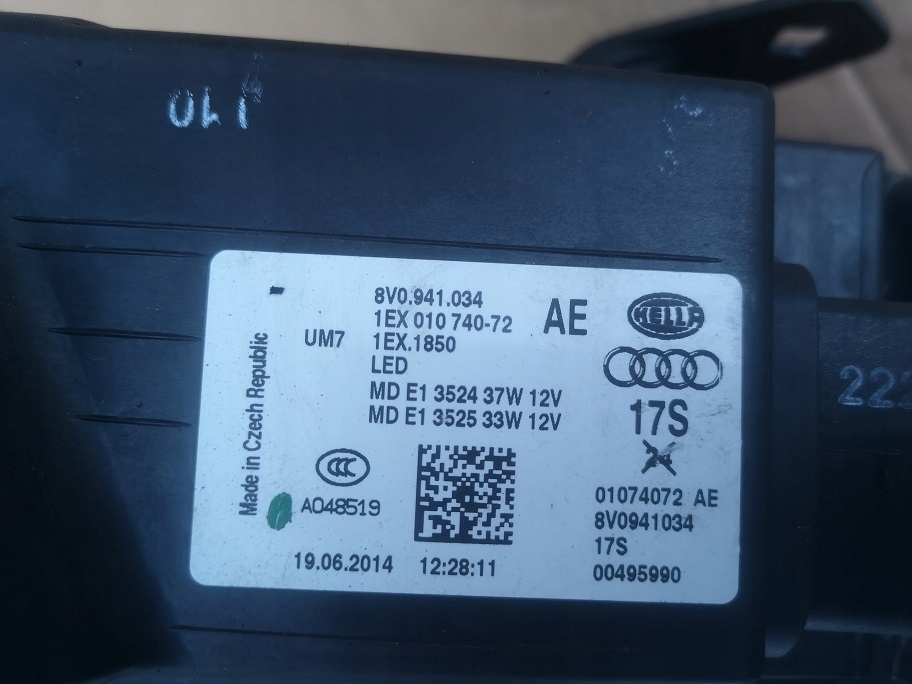 8V0.941.034
1EX 010 740-72
1EX.1850
LED
UM7
AE
HELLA
MD E1 3524 37W 12V
MD E1 3525 33W 12V
17S
Made in Czech Republic
CCC
A048519
01074072 AE
8V0941034
17S
00495990
19.06.2014 12:28:11
222